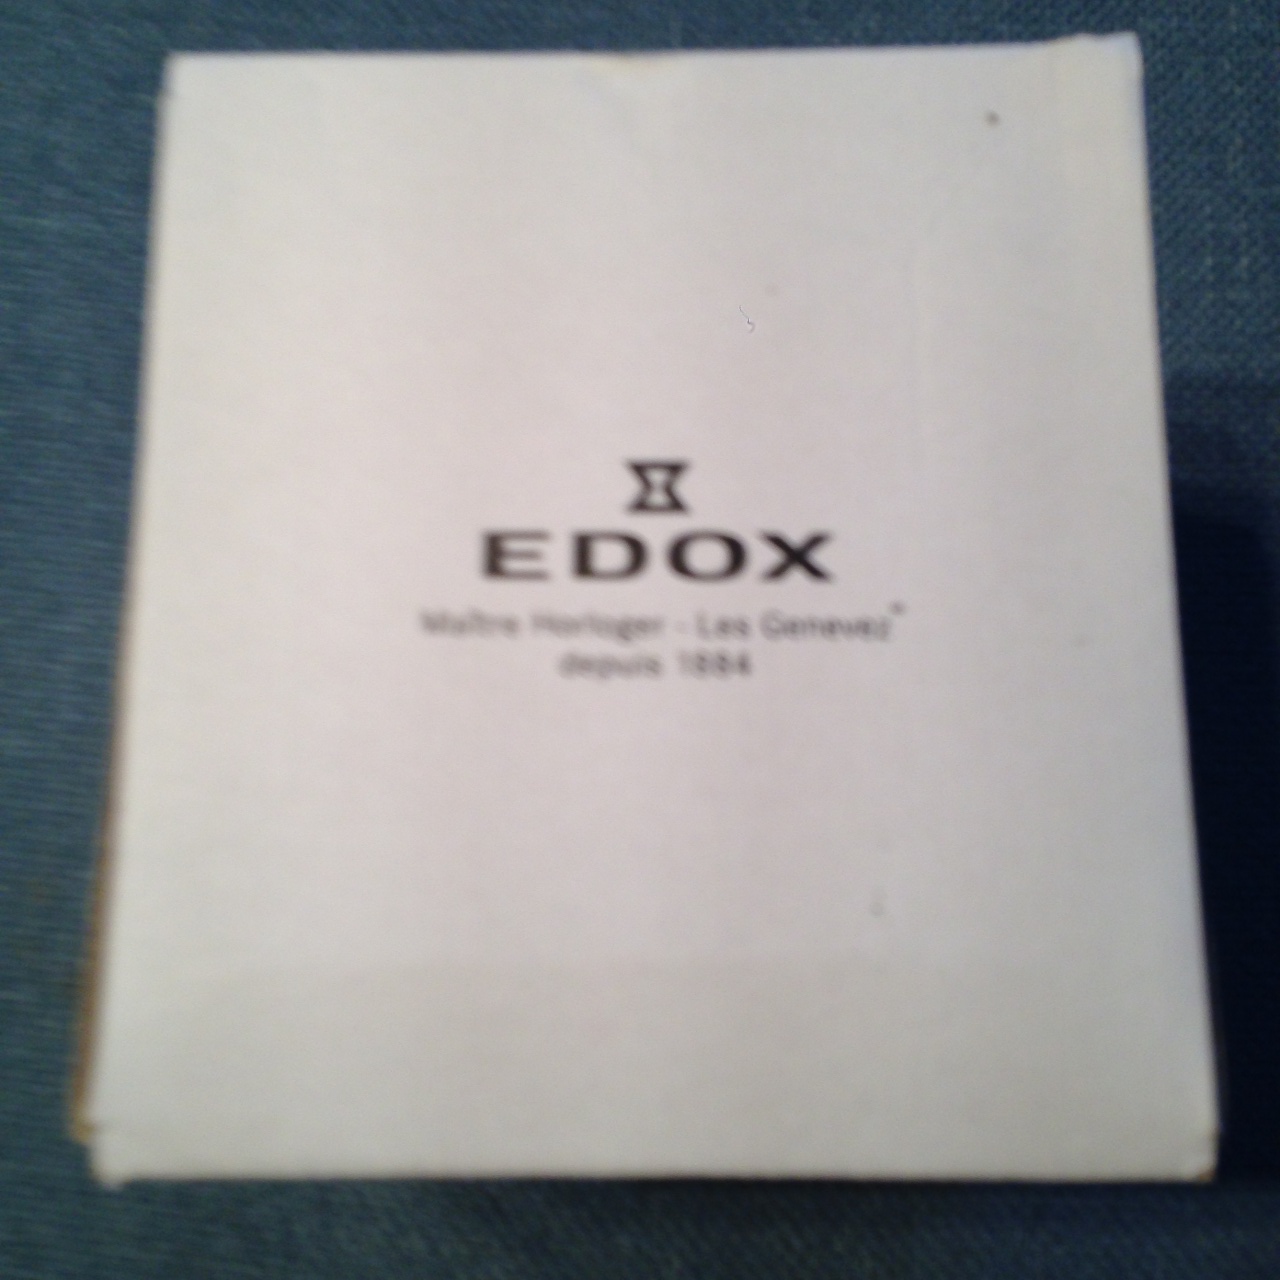 EDOX
Maître Horloger - Les Genevez
depuis 1884